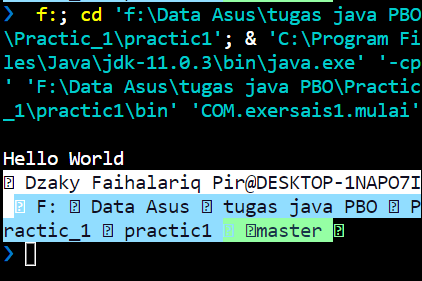 ❯ f:; cd 'f:\Data Asus\tugas java PBO
\Practic_1\practic1'; & 'C:\Program Fi
les\Java\jdk-11.0.3\bin\java.exe' '-cp
' 'F:\Data Asus\tugas java PBO\Practic
_1\practic1\bin' 'COM.exersais1.mulai'
Hello World
Dzaky Faihalariq Pir@DESKTOP-1NAPO7I
F: Data Asus tugas java PBO P
ractic_1 practic1 master
❯